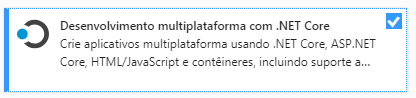 Desenvolvimento multiplataforma com .NET Core
Crie aplicativos multiplataforma usando .NET Core, ASP.NET
Core, HTML/JavaScript e contêineres, incluindo suporte a...